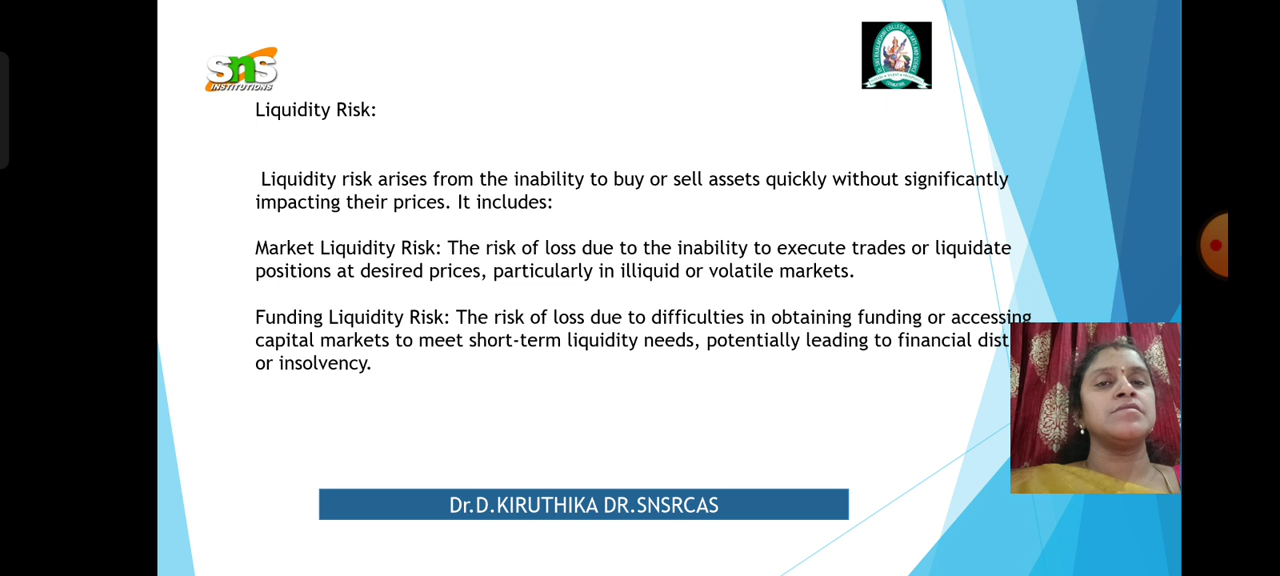 SnS
INSTITUTIONS
Liquidity Risk:
Liquidity risk arises from the inability to buy or sell assets quickly without significantly
impacting their prices. It includes:
Market Liquidity Risk: The risk of loss due to the inability to execute trades or liquidate
positions at desired prices, particularly in illiquid or volatile markets.
Funding Liquidity Risk: The risk of loss due to difficulties in obtaining funding or accessing
capital markets to meet short-term liquidity needs, potentially leading to financial dist
or insolvency.
Dr.D.KIRUTHIKA DR.SNSRCAS